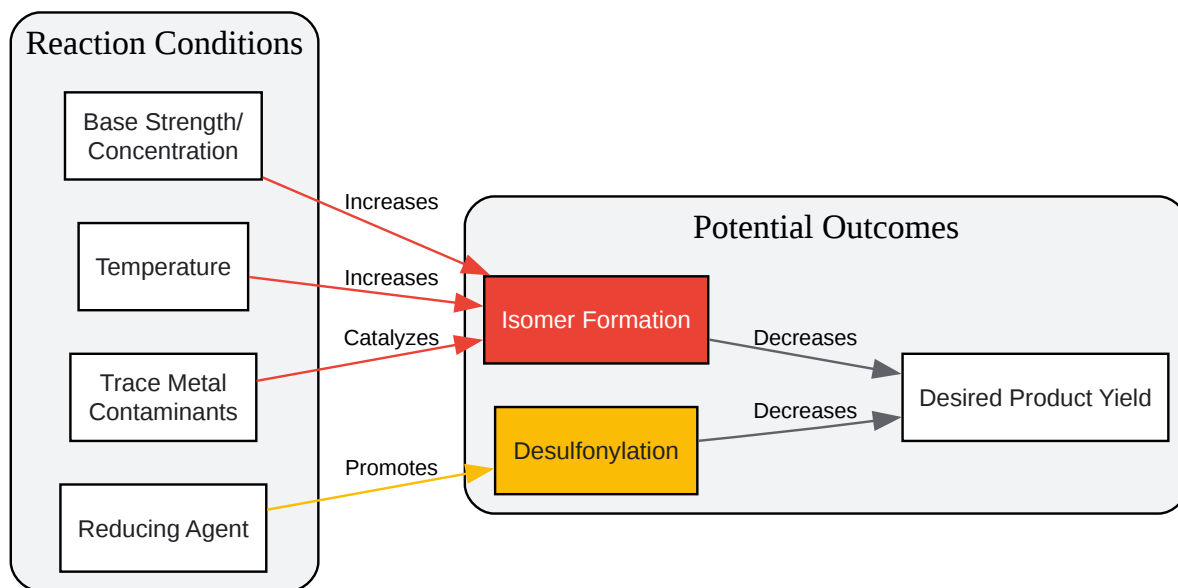 Reaction Conditions
Base Strength/
Concentration
Temperature
Trace Metal
Contaminants
Reducing Agent
Increases
Increases
Catalyzes
Promotes
Potential Outcomes
Isomer Formation
Desulfonylation
Decreases
Decreases
Desired Product Yield